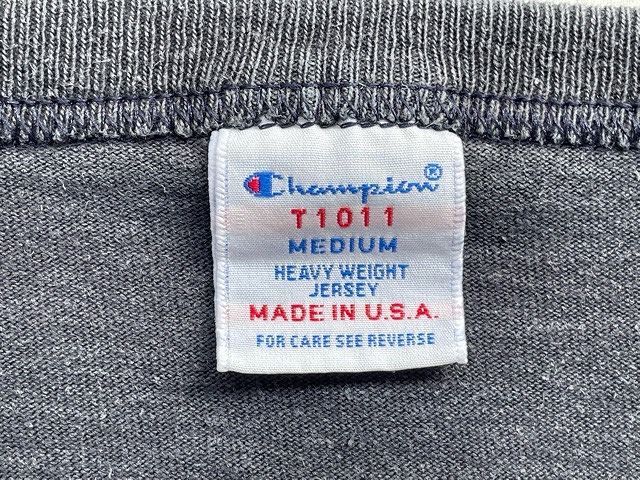 Champion®
T1011
MEDIUM
HEAVY WEIGHT
JERSEY
MADE IN U.S.A.
FOR CARE SEE REVERSE